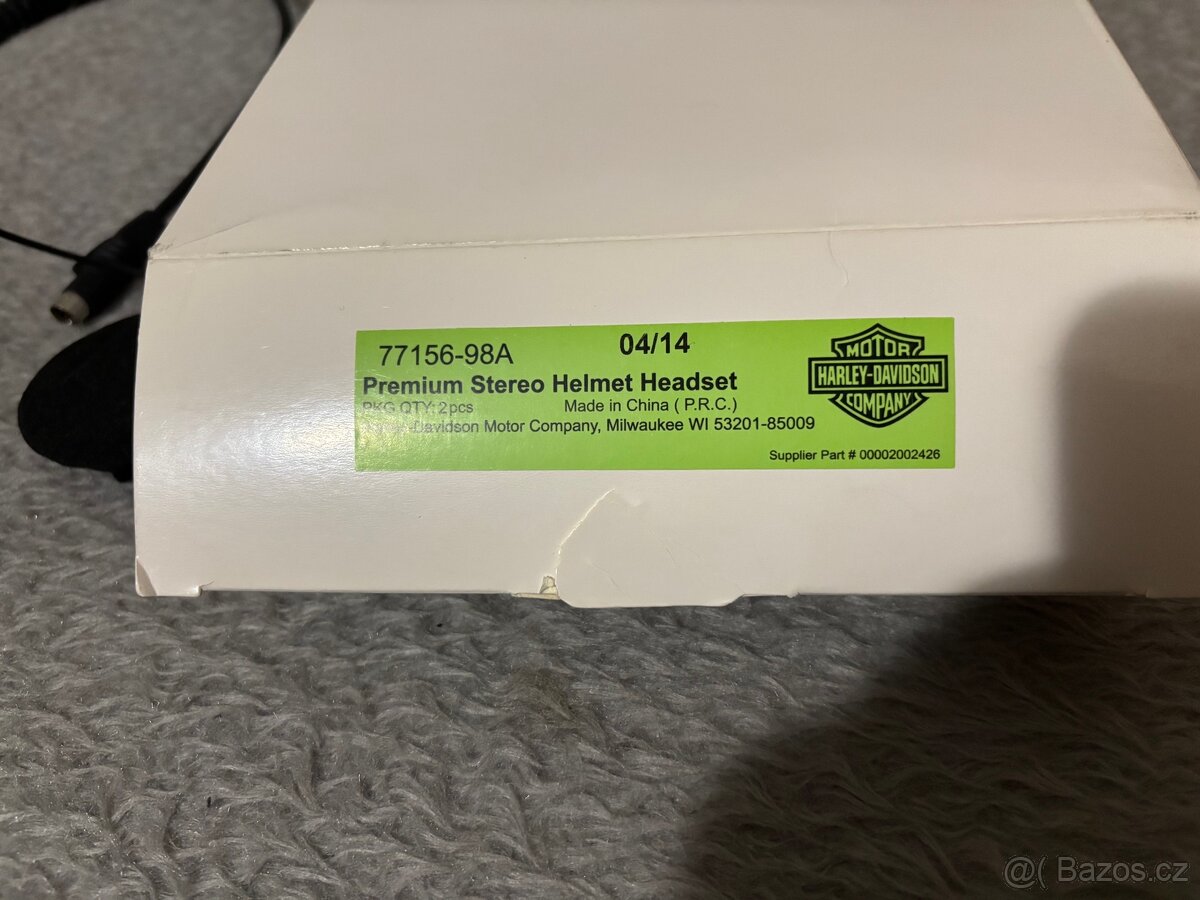 77156-98A
04/14
Premium Stereo Helmet Headset
PKG QTY: 2pcs
Made in China ( P.R.C.)
-Davidson Motor Company, Milwaukee WI 53201-85009
Supplier Part # 00002002426
MOTOR
HARLEY-DAVIDSON
COMPANY
@( Bazos.cz